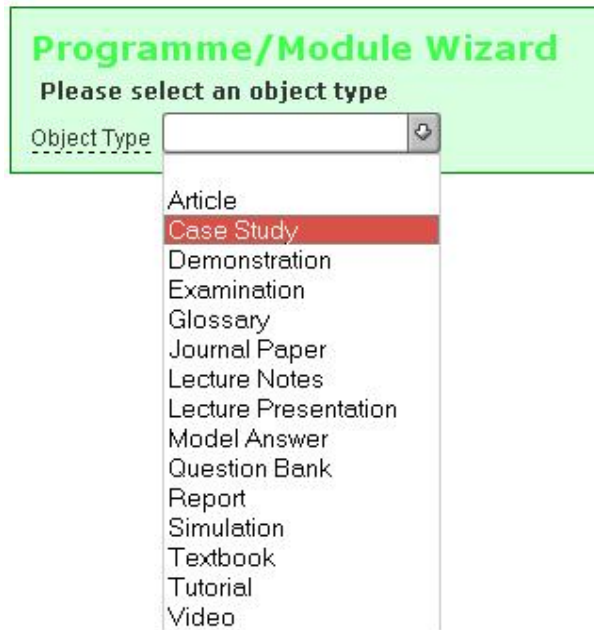 Programme/Module Wizard
Please select an object type
Object Type
Article
Case Study
Demonstration
Examination
Glossary
Journal Paper
Lecture Notes
Lecture Presentation
Model Answer
Question Bank
Report
Simulation
Textbook
Tutorial
Video